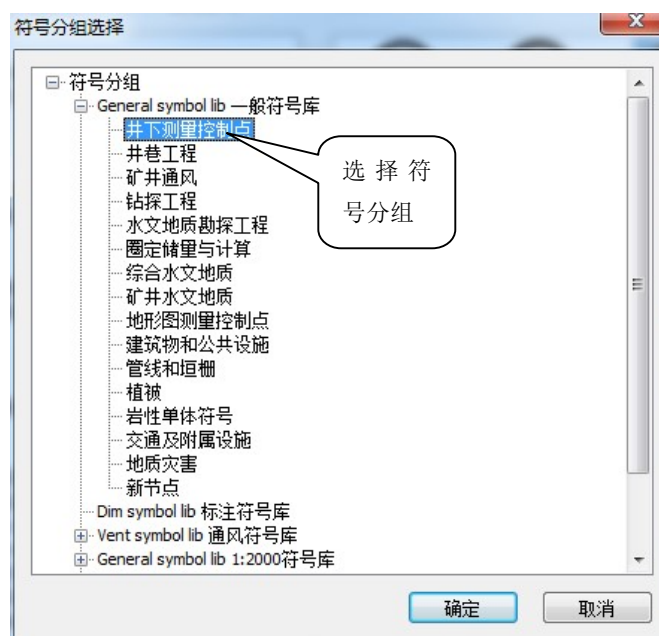 符号分组选择
符号分组
General symbol lib 一般符号库
井下测量控制点
井巷工程
矿井通风
钻探工程
水文地质勘探工程
圈定储量与计算
综合水文地质
矿井水文地质
地形图测量控制点
建筑物和公共设施
管线和垣栅
植被
岩性单体符号
交通及附属设施
地质灾害
新节点
Dim symbol lib 标注符号库
Vent symbol lib 通风符号库
General symbol lib 1:2000符号库
选择符
号分组
确定
取消